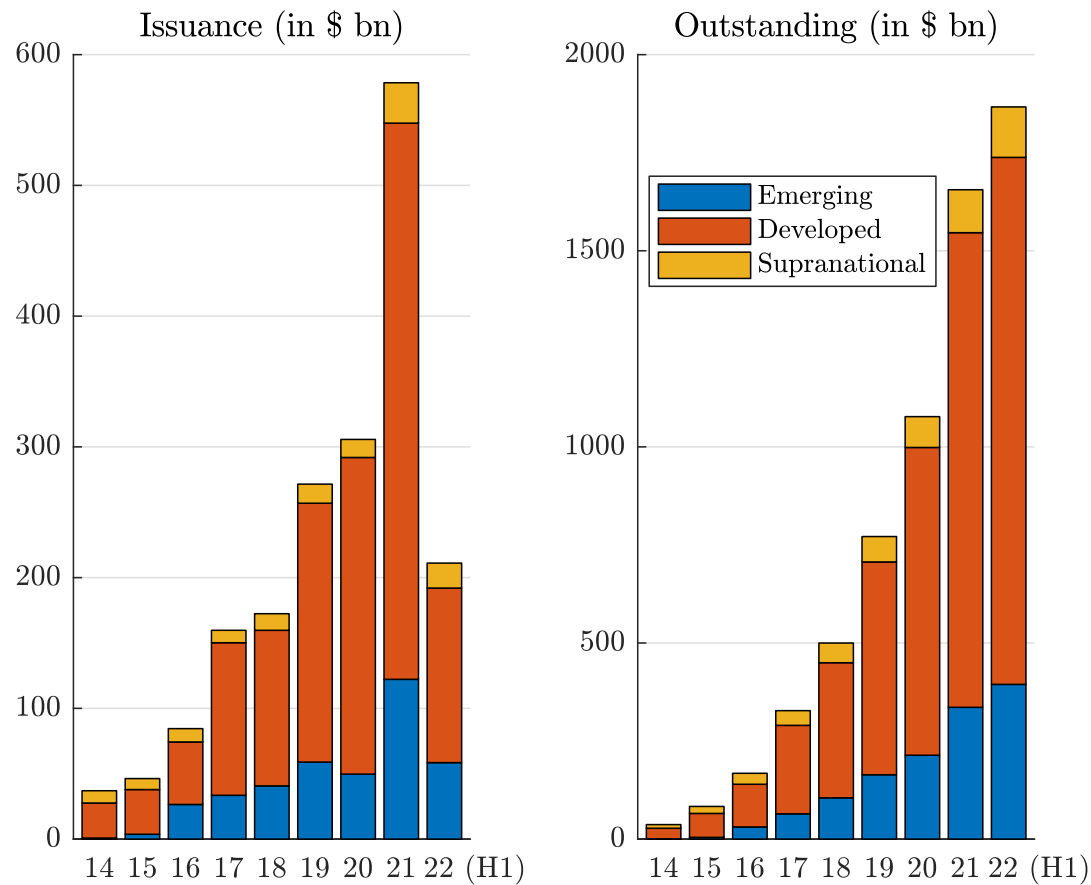 Issuance (in $ bn)
600
500
400
300
200
100
0
14 15 16 17 18 19 20 21 22 (H1)
Outstanding (in $ bn)
2000
1500
1000
500
0
Emerging
Developed
Supranational
14 15 16 17 18 19 20 21 22 (H1)